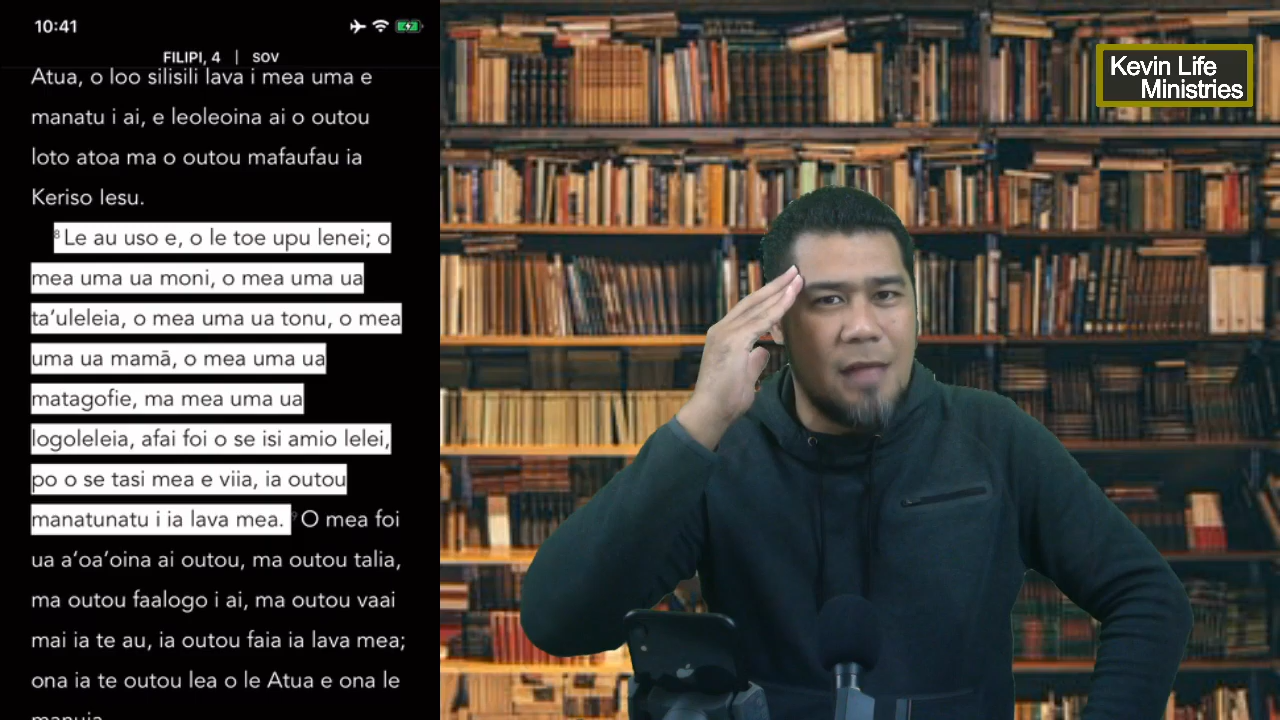 10:41
FILIPI, 4 | SOV
Atua, o loo silisili lava i mea uma e
manatu i ai, e leoleoina ai o outou
loto atoa ma o outou mafaufau ia
Keriso Iesu.
8 Le au uso e, o le toe upu lenei; o
mea uma ua moni, o mea uma ua
ta’uleleia, o mea uma ua tonu, o mea
uma ua mamā, o mea uma ua
matagofie, ma mea uma ua
logoleleia, afai foi o se isi amio lelei,
po o se tasi mea e viia, ia outou
manatunatu i ia lava mea. 9 O mea foi
ua a‘oa’oina ai outou, ma outou talia,
ma outou faalogo i ai, ma outou vaai
mai ia te au, ia outou faia ia lava mea;
ona ia te outou lea o le Atua e ona le
manuia
Kevin Life
Ministries